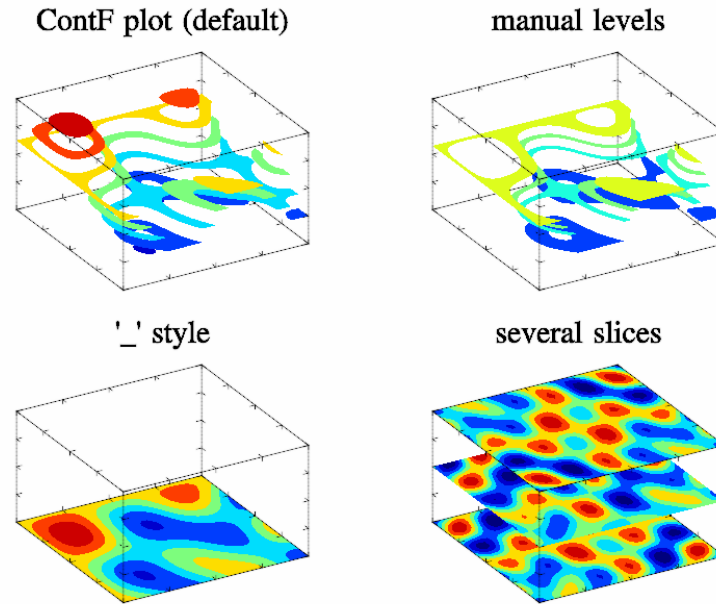 ContF plot (default)
manual levels
'_' style
several slices